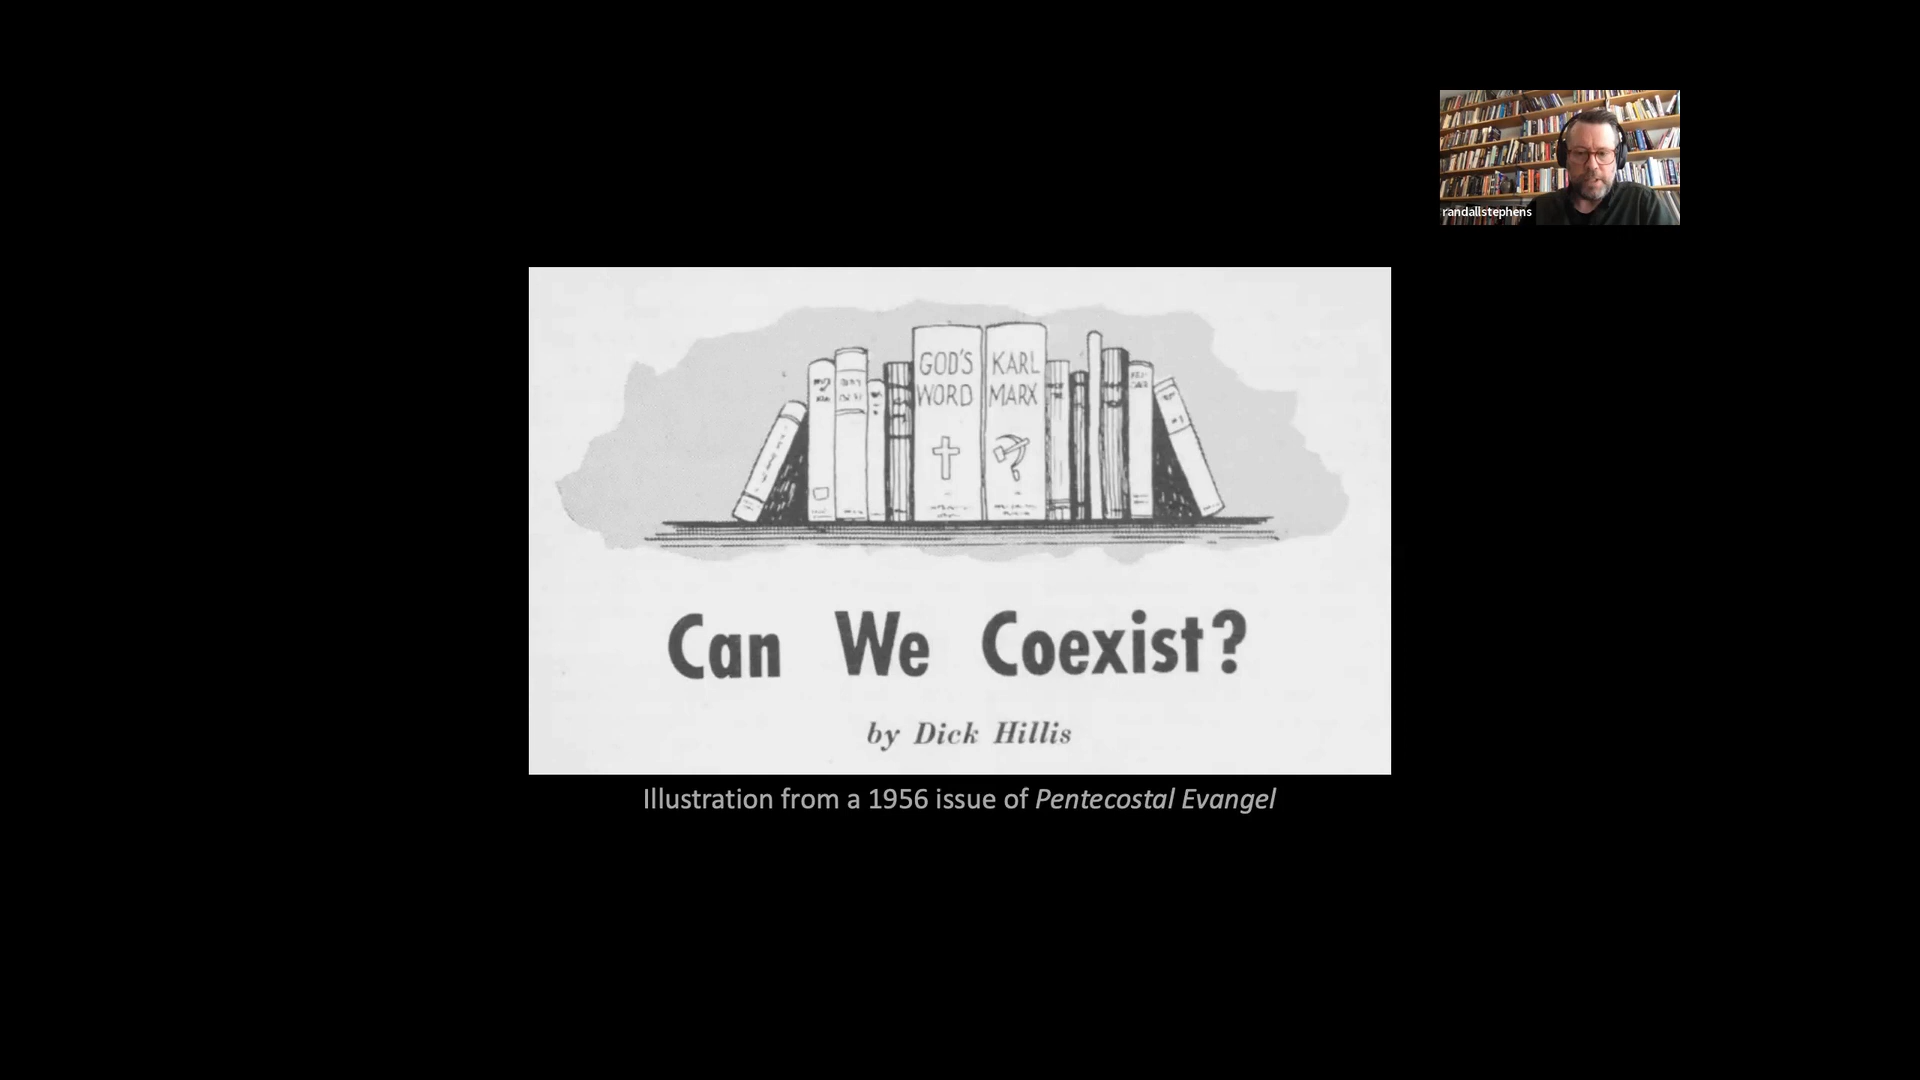 randallstephens
GOD'S
WORD
KARL
MARX
Can We Coexist?
by Dick Hillis
Illustration from a 1956 issue of Pentecostal Evangel